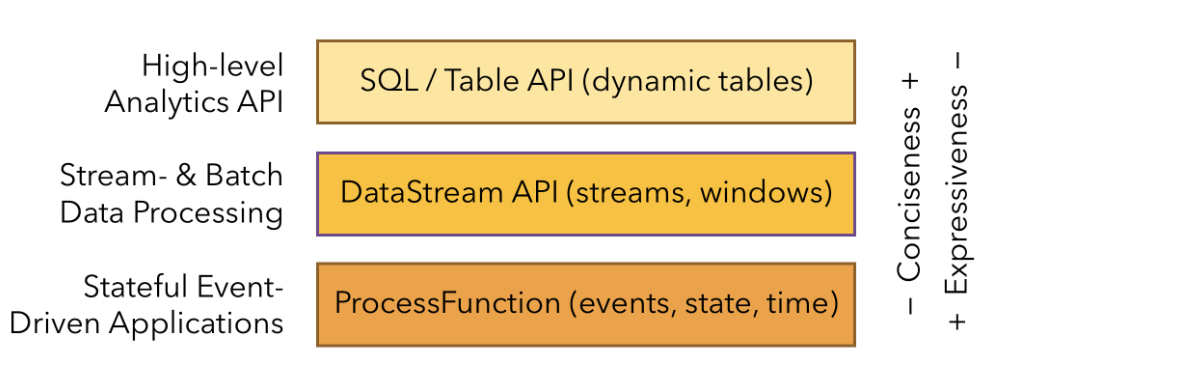 High-level
Analytics API
SQL / Table API (dynamic tables)
Stream- & Batch
Data Processing
DataStream API (streams, windows)
Stateful Event-
Driven Applications
ProcessFunction (events, state, time)
− Conciseness +
+ Expressiveness −